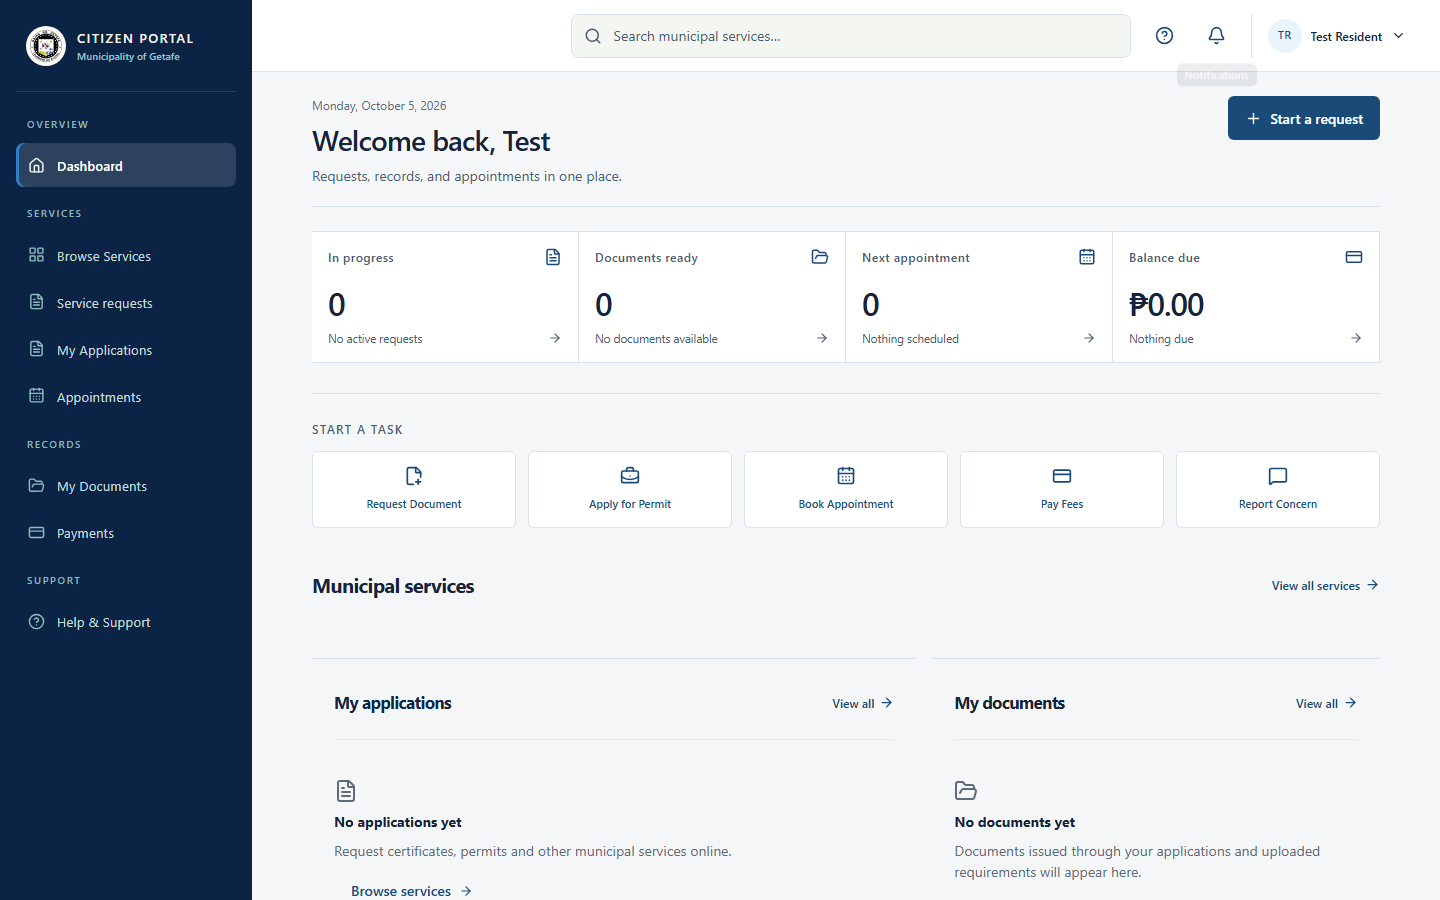 CITIZEN PORTAL
Municipality of Getafe
OVERVIEW
Dashboard
SERVICES
Browse Services
Service requests
My Applications
Appointments
RECORDS
My Documents
Payments
SUPPORT
Help & Support
Search municipal services...
TR
Test Resident
Notifications
Monday, October 5, 2026
Welcome back, Test
Requests, records, and appointments in one place.
+ Start a request
In progress
0
No active requests
Documents ready
0
No documents available
Next appointment
0
Nothing scheduled
Balance due
₱0.00
Nothing due
START A TASK
Request Document
Apply for Permit
Book Appointment
Pay Fees
Report Concern
Municipal services
View all services
My applications
View all
No applications yet
Request certificates, permits and other municipal services online.
Browse services
My documents
View all
No documents yet
Documents issued through your applications and uploaded
requirements will appear here.